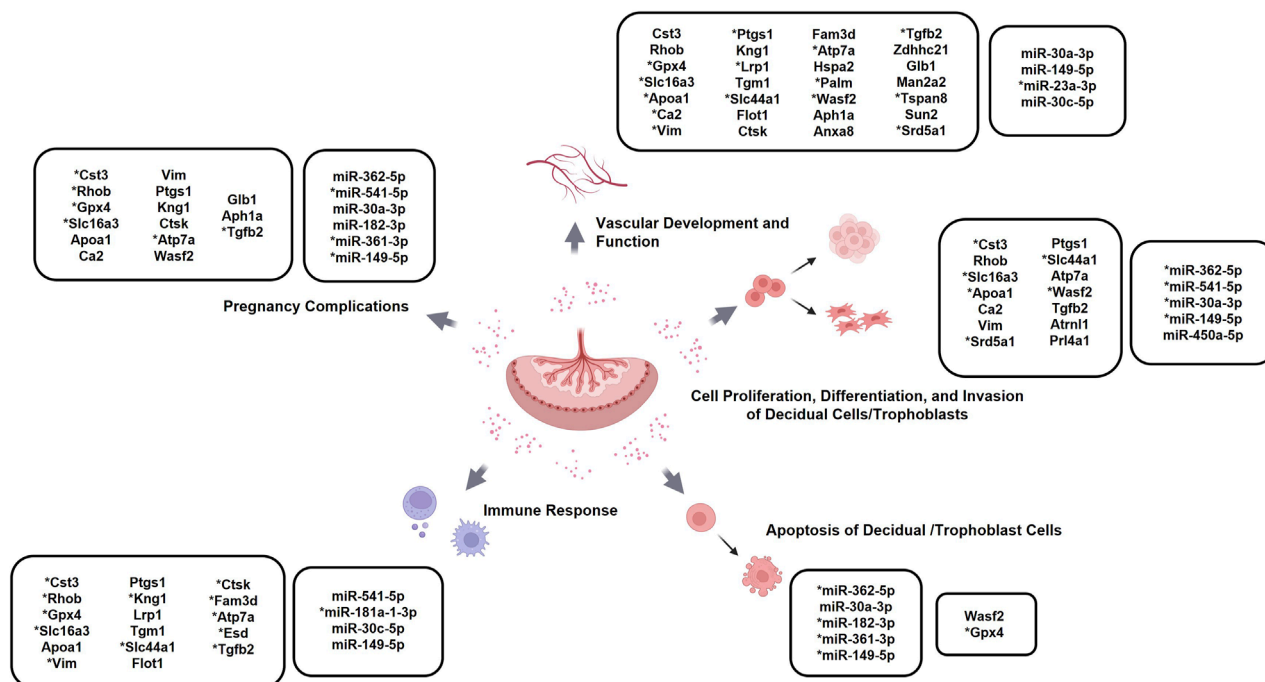 Cst3 *Ptgs1 Fam3d *Tgfb2
Rhob Kng1 *Atp7a Zdhhc21
*Gpx4 *Lrp1 Hspa2 Glb1
*Slc16a3 Tgm1 *Palm Man2a2
*Apoa1 *Slc44a1 *Wasf2 *Tspan8
*Ca2 Flot1 Aph1a Sun2
*Vim Ctsk Anxa8 *Srd5a1
miR-30a-3p
miR-149-5p
*miR-23a-3p
miR-30c-5p
*Cst3 Vim
*Rhob Ptgs1 Glb1
*Gpx4 Kng1 Aph1a
*Slc16a3 Ctsk *Tgfb2
Apoa1 *Atp7a
Ca2 Wasf2
miR-362-5p
*miR-541-5p
miR-30a-3p
miR-182-3p
*miR-361-3p
*miR-149-5p
Vascular Development and
Function
Pregnancy Complications
*Cst3 Ptgs1
Rhob *Slc44a1
*Slc16a3 Atp7a
*Apoa1 *Wasf2
Ca2 Tgfb2
Vim Atrnl1
*Srd5a1 Prl4a1
*miR-362-5p
*miR-541-5p
*miR-30a-3p
*miR-149-5p
miR-450a-5p
Cell Proliferation, Differentiation, and Invasion
of Decidual Cells/Trophoblasts
Immune Response
Apoptosis of Decidual /Trophoblast Cells
*Cst3 Ptgs1 *Ctsk
*Rhob *Kng1 *Fam3d
*Gpx4 Lrp1 *Atp7a
*Slc16a3 Tgm1 *Esd
Apoa1 *Slc44a1 *Tgfb2
*Vim Flot1
miR-541-5p
*miR-181a-1-3p
miR-30c-5p
miR-149-5p
*miR-362-5p
miR-30a-3p
*miR-182-3p
*miR-361-3p
*miR-149-5p
Wasf2
*Gpx4